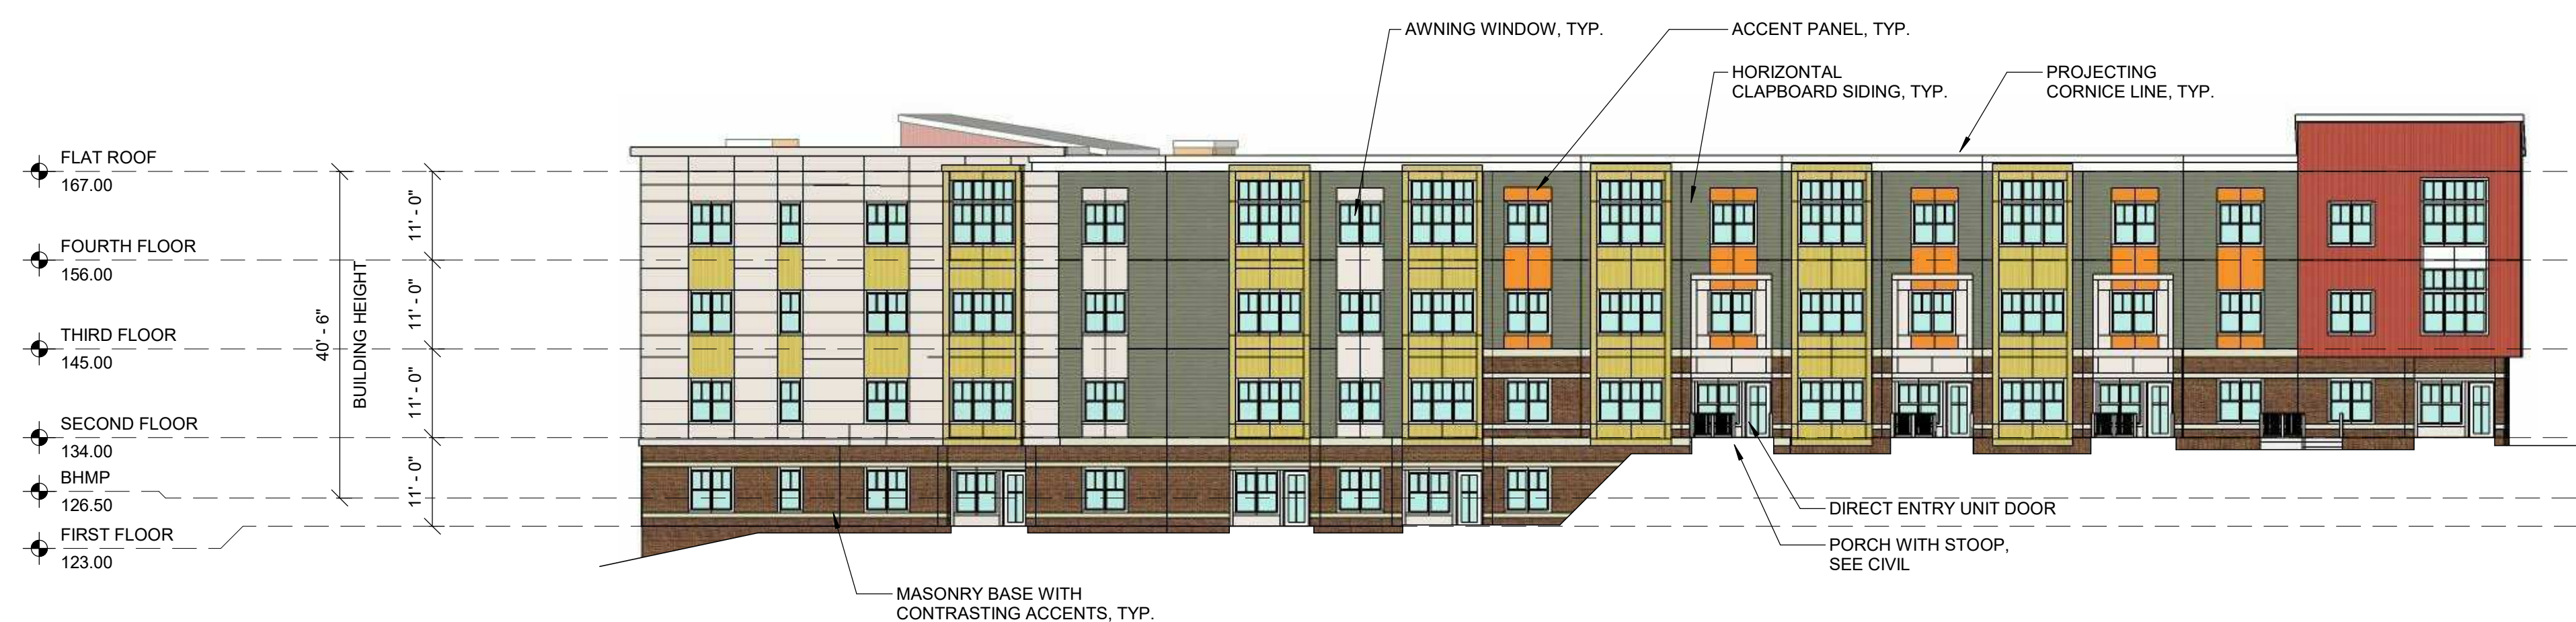 AWNING WINDOW, TYP.
ACCENT PANEL, TYP.
HORIZONTAL
CLAPBOARD SIDING, TYP.
PROJECTING
CORNICE LINE, TYP.
FLAT ROOF
167.00
11' - 0"
FOURTH FLOOR
156.00
11' - 0"
40' - 6"
BUILDING HEIGHT
THIRD FLOOR
145.00
11' - 0"
SECOND FLOOR
134.00
11' - 0"
BHMP
126.50
FIRST FLOOR
123.00
DIRECT ENTRY UNIT DOOR
PORCH WITH STOOP,
SEE CIVIL
MASONRY BASE WITH
CONTRASTING ACCENTS, TYP.